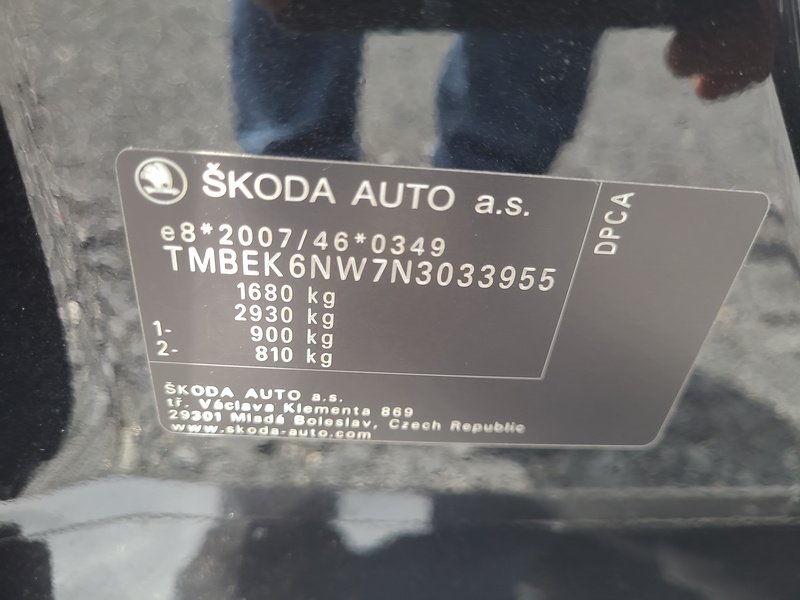 ŠKODA AUTO a.s.
DPCA
e8*2007/46*0349
TMBEK6NW7N3033955
1680 kg
2930 kg
1- 900 kg
2- 810 kg
ŠKODA AUTO a.s.
tř. Václava Klementa 869
29301 Mladá Boleslav, Czech Republic
www.skoda-auto.com